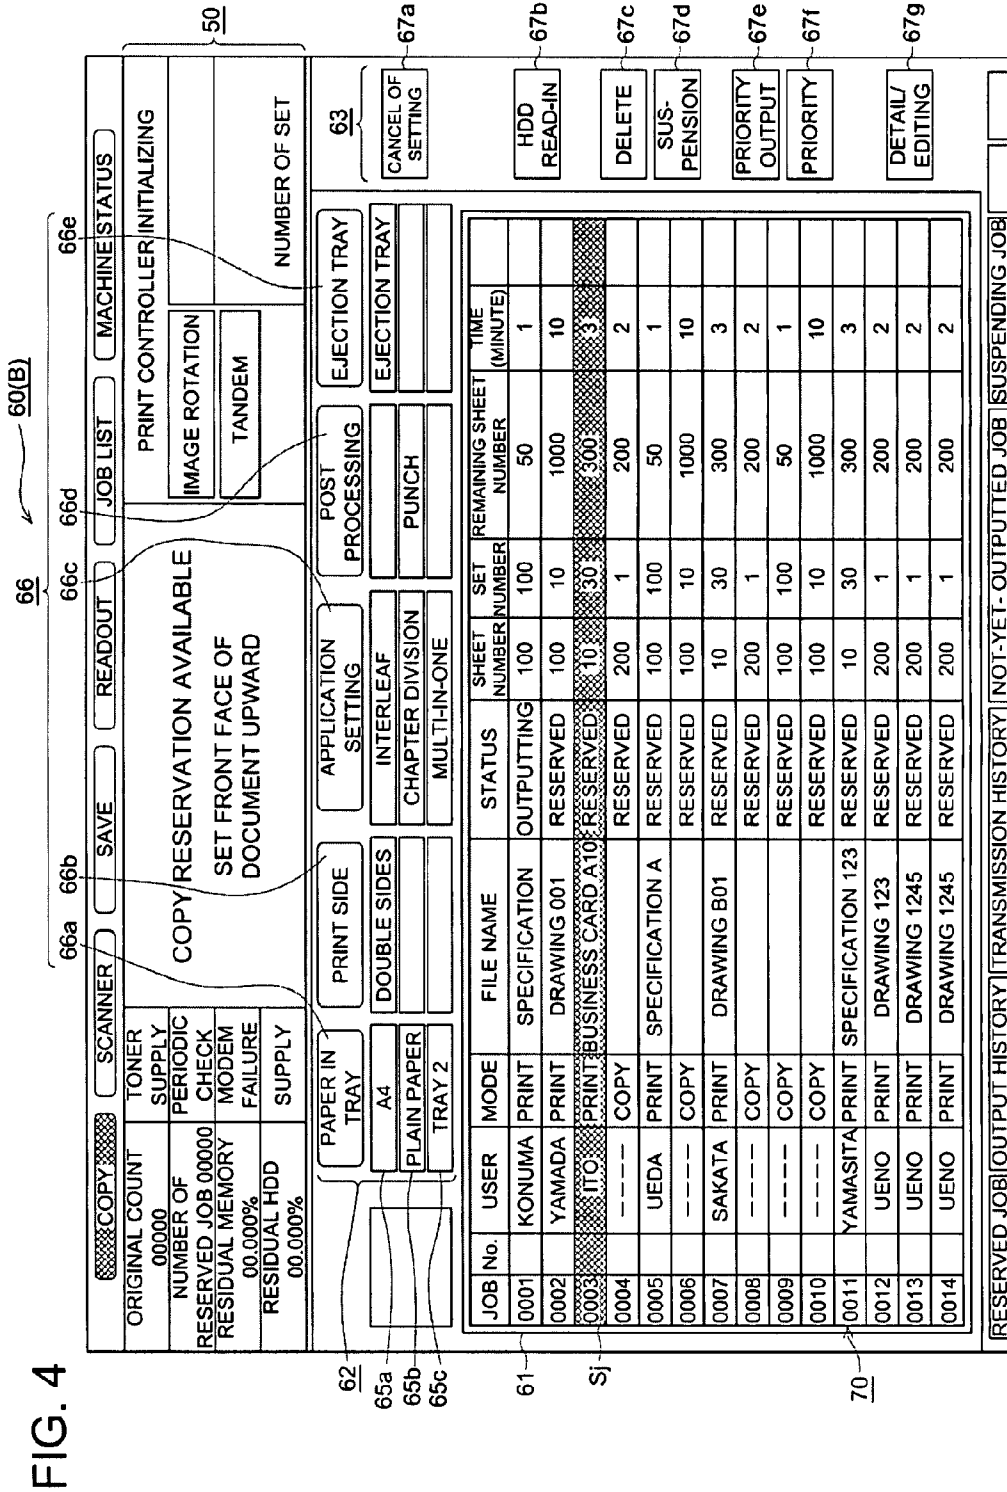 FIG. 4
60(B)
66
66a
66b
66c
66d
66e
COPY
SCANNER
SAVE
READOUT
JOB LIST
MACHINE STATUS
50
ORIGINAL COUNT
00000
NUMBER OF
RESERVED JOB 00000
RESIDUAL MEMORY
00.000%
RESIDUAL HDD
00.000%
TONER
SUPPLY
PERIODIC
CHECK
MODEM
FAILURE
SUPPLY
COPY RESERVATION AVAILABLE
SET FRONT FACE OF
DOCUMENT UPWARD
PRINT CONTROLLER INITIALIZING
IMAGE ROTATION
TANDEM
NUMBER OF SET
62
65a
65b
65c
PAPER IN
TRAY
A4
PLAIN PAPER
TRAY 2
PRINT SIDE
DOUBLE SIDES
APPLICATION
SETTING
INTERLEAF
CHAPTER DIVISION
MULTI-IN-ONE
POST
PROCESSING
PUNCH
EJECTION TRAY
EJECTION TRAY
63
CANCEL OF
SETTING
67a
HDD
READ-IN
67b
DELETE
67c
SUS-
PENSION
67d
PRIORITY
OUTPUT
67e
PRIORITY
67f
DETAIL/
EDITING
67g
61
Sj
70
JOB No. USER MODE FILE NAME STATUS SHEET NUMBER SET NUMBER REMAINING SHEET NUMBER TIME (MINUTE)
0001 KONUMA PRINT SPECIFICATION OUTPUTTING 100 100 50 1
0002 YAMADA PRINT DRAWING 001 RESERVED 100 10 1000 10
0003 ITO PRINT BUSINESS CARD A10 RESERVED 10 30 300 3
0004 ----- COPY RESERVED 200 1 200 2
0005 UEDA PRINT SPECIFICATION A RESERVED 100 100 50 1
0006 ----- COPY RESERVED 100 10 1000 10
0007 SAKATA PRINT DRAWING B01 RESERVED 10 30 300 3
0008 ----- COPY RESERVED 200 1 200 2
0009 ----- COPY RESERVED 100 100 50 1
0010 ----- COPY RESERVED 100 10 1000 10
0011 YAMASITA PRINT SPECIFICATION 123 RESERVED 10 30 300 3
0012 UENO PRINT DRAWING 123 RESERVED 200 1 200 2
0013 UENO PRINT DRAWING 1245 RESERVED 200 1 200 2
0014 UENO PRINT DRAWING 1245 RESERVED 200 1 200 2
RESERVED JOB OUTPUT HISTORY TRANSMISSION HISTORY NOT-YET- OUTPUTTED JOB SUSPENDING JOB